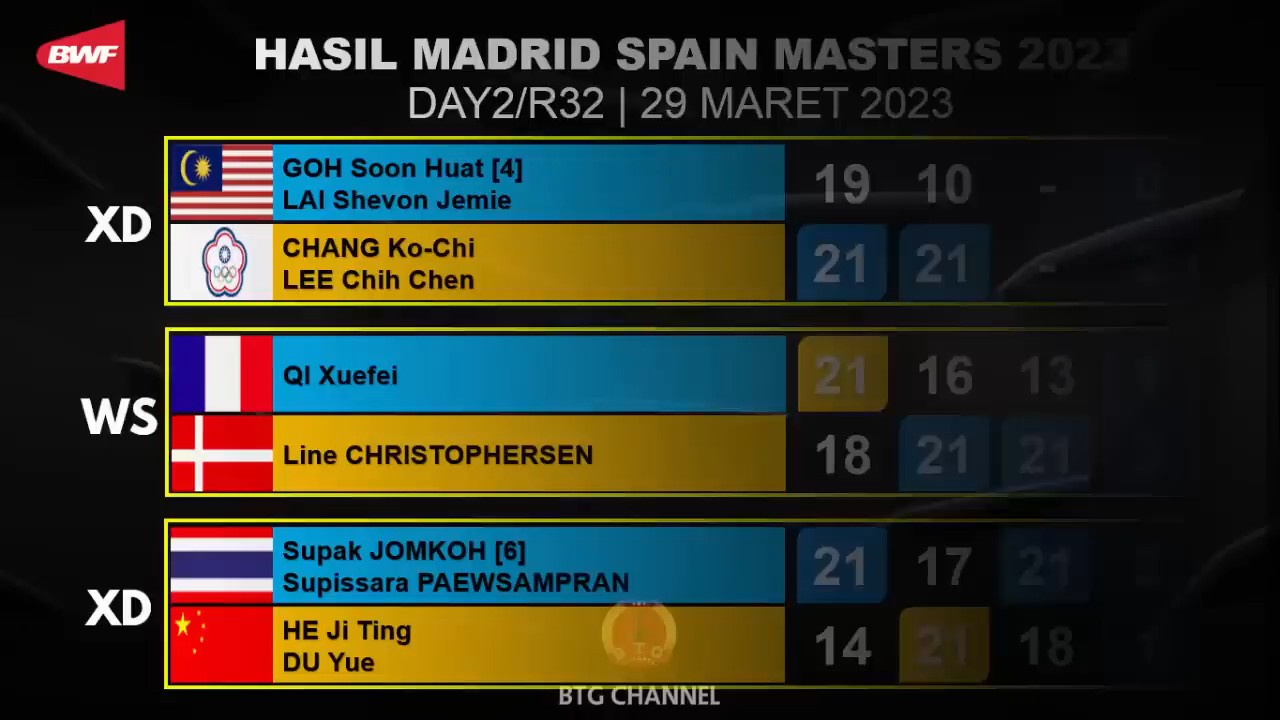 BWF
HASIL MADRID SPAIN MASTERS 2023
DAY2/R32 | 29 MARET 2023
XD
GOH Soon Huat [4]
LAI Shevon Jemie
19 10 -
CHANG Ko-Chi
LEE Chih Chen
21 21 -
WS
QI Xuefei
21 16 13
Line CHRISTOPHERSEN
18 21 21
XD
Supak JOMKOH [6]
Supissara PAEWSAMPRAN
21 17 21
HE Ji Ting
DU Yue
14 21 18
BTG CHANNEL